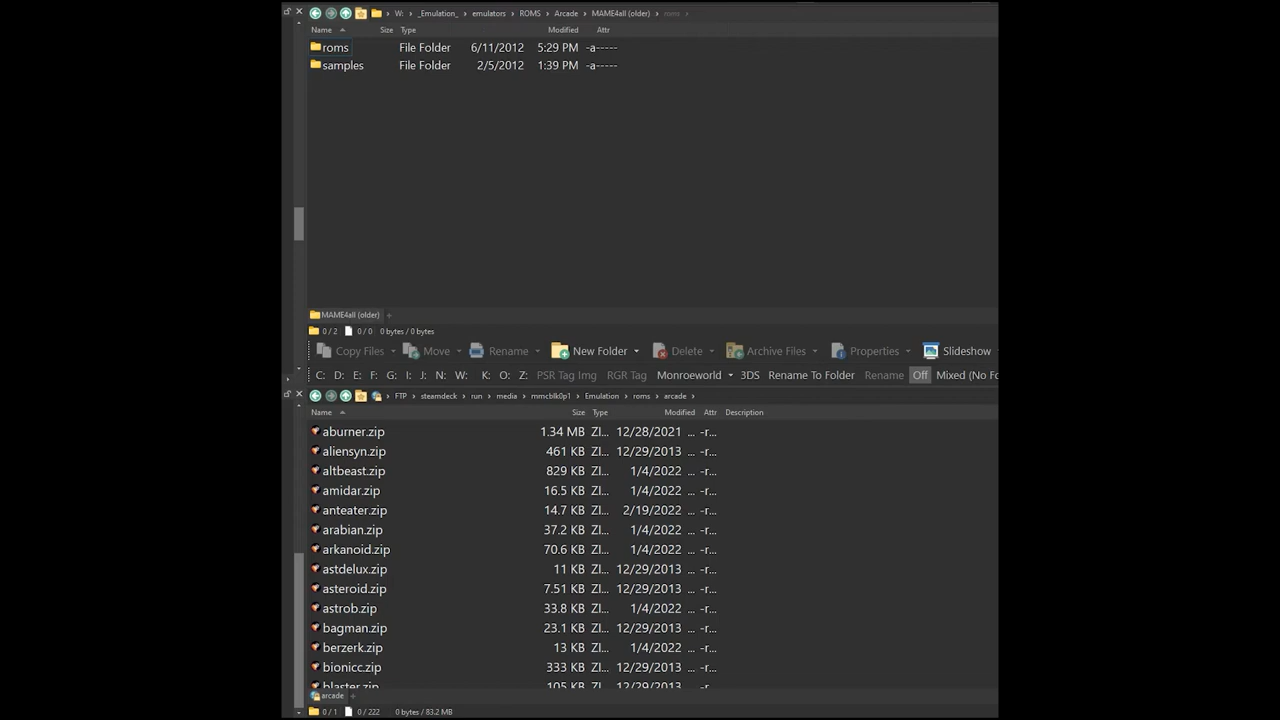 W: › _Emulation_ › emulators › ROMS › Arcade › MAME4all (older) › roms ›
Name Size Type Modified Attr
roms File Folder 6/11/2012 5:29 PM -a-----
samples File Folder 2/5/2012 1:39 PM -a-----
MAME4all (older) +
0 / 2 0 / 0 0 bytes / 0 bytes
Copy Files Move Rename New Folder Delete Archive Files Properties Slideshow
C: D: E: F: G: I: J: N: W: K: O: Z: PSR Tag Img RGR Tag Monroeworld 3DS Rename To Folder Rename Off Mixed (No Fo
› FTP › steamdeck › run › media › mmcblk0p1 › Emulation › roms › arcade ›
Name Size Type Modified Attr Description
aburner.zip 1.34 MB ZI... 12/28/2021 ... -r...
aliensyn.zip 461 KB ZI... 12/29/2013 ... -r...
altbeast.zip 829 KB ZI... 1/4/2022 ... -r...
amidar.zip 16.5 KB ZI... 1/4/2022 ... -r...
anteater.zip 14.7 KB ZI... 2/19/2022 ... -r...
arabian.zip 37.2 KB ZI... 1/4/2022 ... -r...
arkanoid.zip 70.6 KB ZI... 1/4/2022 ... -r...
astdelux.zip 11 KB ZI... 12/29/2013 ... -r...
asteroid.zip 7.51 KB ZI... 12/29/2013 ... -r...
astrob.zip 33.8 KB ZI... 1/4/2022 ... -r...
bagman.zip 23.1 KB ZI... 12/29/2013 ... -r...
berzerk.zip 13 KB ZI... 1/4/2022 ... -r...
bionicc.zip 333 KB ZI... 12/29/2013 ... -r...
blaster.zip 105 KB ZI... 12/29/2013 ... -r...
arcade +
0 / 1 0 / 222 0 bytes / 83.2 MB